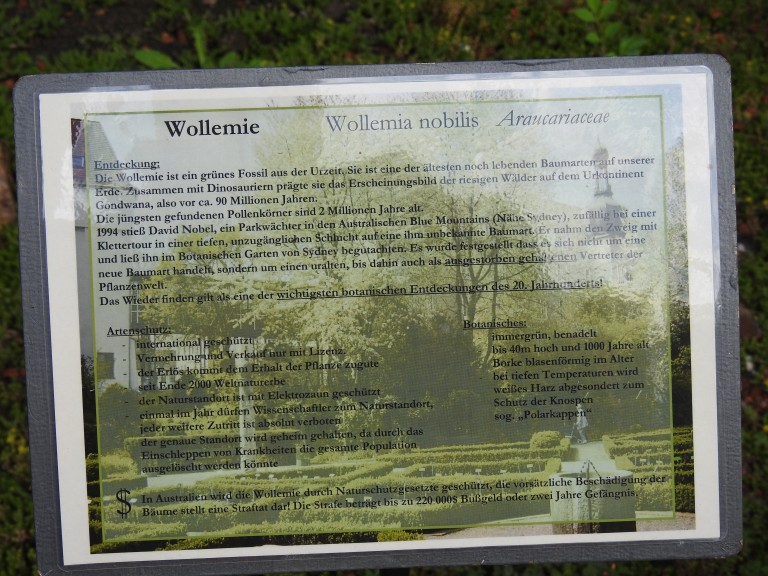 Wollemie Wollemia nobilis Araucariaceae
Entdeckung:
Die Wollemie ist ein grünes Fossil aus der Urzeit. Sie ist eine der ältesten noch lebenden Baumarten auf unserer
Erde. Zusammen mit Dinosauriern prägte sie das Erscheinungsbild der riesigen Wälder auf dem Urkontinent
Gondwana, also vor ca. 90 Millionen Jahren.
Die jüngsten gefundenen Pollenkörner sind 2 Millionen Jahre alt.
1994 stieß David Nobel, ein Parkwächter in den Australischen Blue Mountains (Nähe Sydney), zufällig bei einer
Klettertour in einer tiefen, unzugänglichen Schlucht auf eine ihm unbekannte Baumart. Er nahm den Zweig mit
und ließ ihn im Botanischen Garten von Sydney begutachten. Es wurde festgestellt dass es sich nicht um eine
neue Baumart handelt, sondern um einen uralten, bis dahin auch als ausgestorben gehaltenen Vertreter der
Pflanzenwelt.
Das Wieder finden gilt als eine der wichtigsten botanischen Entdeckungen des 20. Jahrhunderts!
Artenschutz:
- international geschützt
- Vermehrung und Verkauf nur mit Lizenz.
- der Erlös kommt dem Erhalt der Pflanze zugute
- seit Ende 2000 Weltnaturerbe
- der Naturstandort ist mit Elektrozaun geschützt
- einmal im Jahr dürfen Wissenschaftler zum Naturstandort,
jeder weitere Zutritt ist absolut verboten
- der genaue Standort wird geheim gehalten, da durch das
Einschleppen von Krankheiten die gesamte Population
ausgelöscht werden könnte
Botanisches:
immergrün, benadelt
bis 40m hoch und 1000 Jahre alt
Borke blasenförmig im Alter
bei tiefen Temperaturen wird
weißes Harz abgesondert zum
Schutz der Knospen
sog. „Polarkappen“
$ In Australien wird die Wollemie durch Naturschutzgesetze geschützt, die vorsätzliche Beschädigung der
Bäume stellt eine Straftat dar! Die Strafe beträgt bis zu 220 000$ Bußgeld oder zwei Jahre Gefängnis.